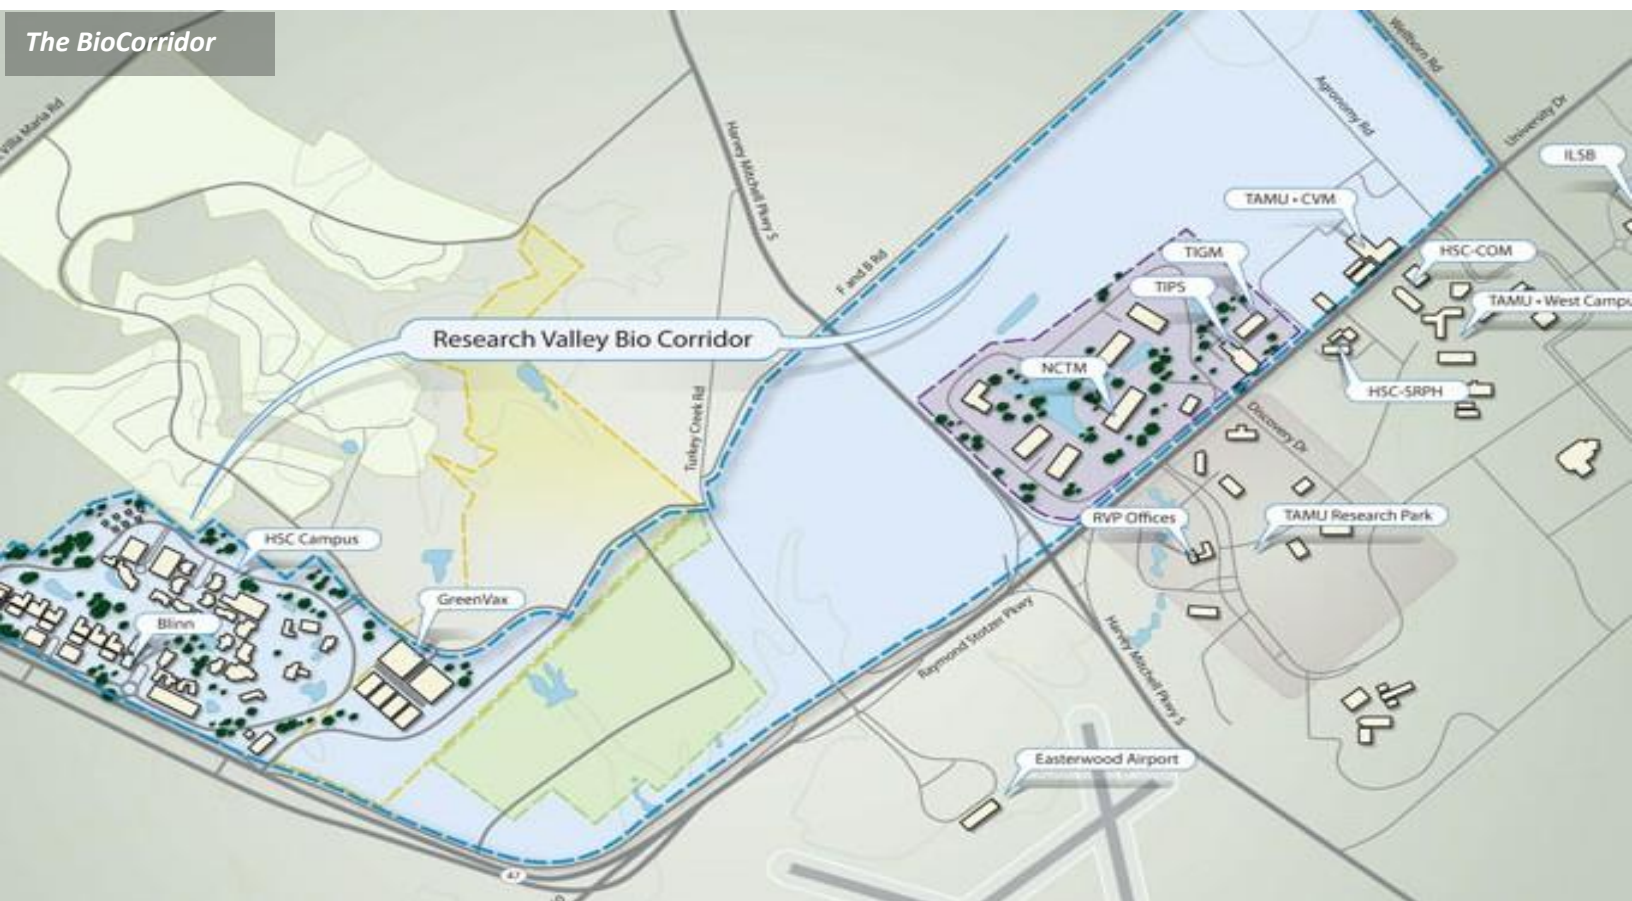 The BioCorridor
Villa Maria Rd
Harvey Mitchell Pkwy S
F and B Rd
Wellborn Rd
Agronomy Rd
University Dr
ILSB
TAMU • CVM
HSC-COM
TIGM
TIPS
TAMU • West Campu
Research Valley Bio Corridor
NCTM
HSC-SRPH
Turkey Creek Rd
Discovery Dr
RVP Offices
TAMU Research Park
HSC Campus
GreenVax
Blinn
Raymond Stotzer Pkwy
Harvey Mitchell Pkwy S
Easterwood Airport
47